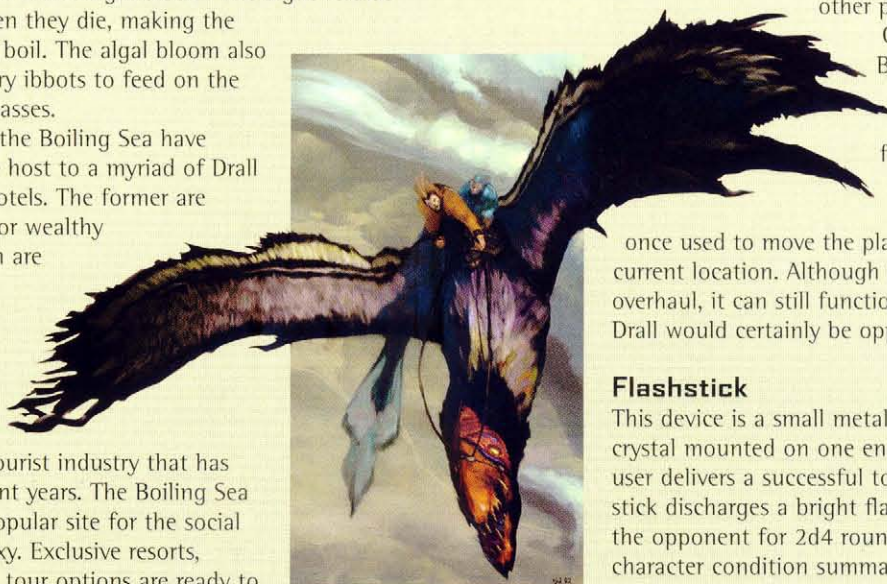 en they die, making the
boil. The algal bloom also
ry ibbots to feed on the
asses.
the Boiling Sea have
host to a myriad of Drall
otels. The former are
or wealthy
n are
ourist industry that has
nt years. The Boiling Sea
opular site for the social
xy. Exclusive resorts,
tour options are ready to
other p
B
f
once used to move the pla
current location. Although
overhaul, it can still functio
Drall would certainly be opp
Flashstick
This device is a small metal
crystal mounted on one en
user delivers a successful to
stick discharges a bright fla
the opponent for 2d4 roun
character condition summa